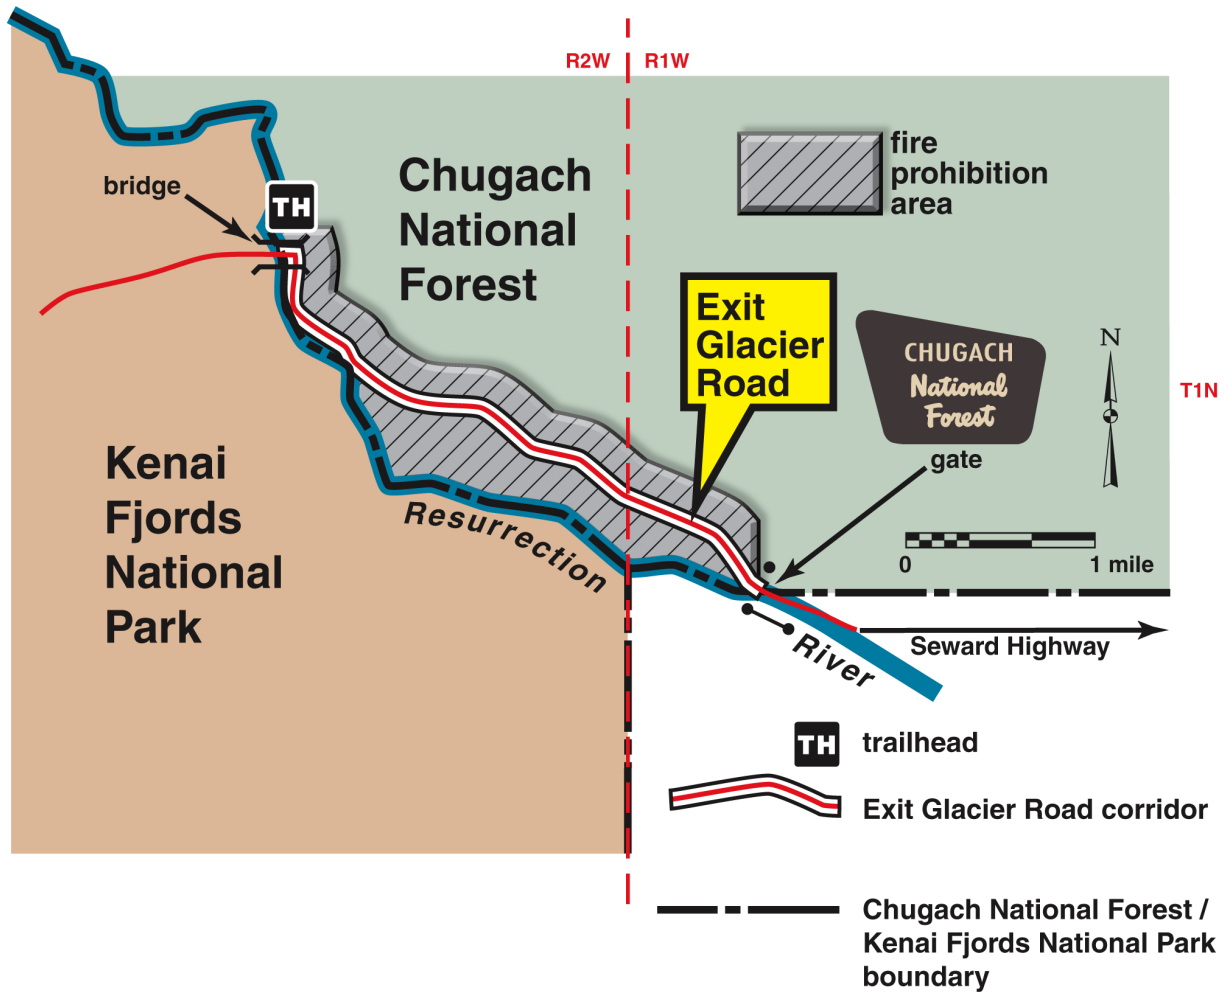 R2W
R1W
fire
prohibition
area
bridge
TH
Chugach
National
Forest
Exit
Glacier
Road
CHUGACH
National
Forest
N
T1N
gate
Kenai
Fjords
National
Park
Resurrection
River
0
1 mile
Seward Highway
TH
trailhead
Exit Glacier Road corridor
Chugach National Forest /
Kenai Fjords National Park
boundary